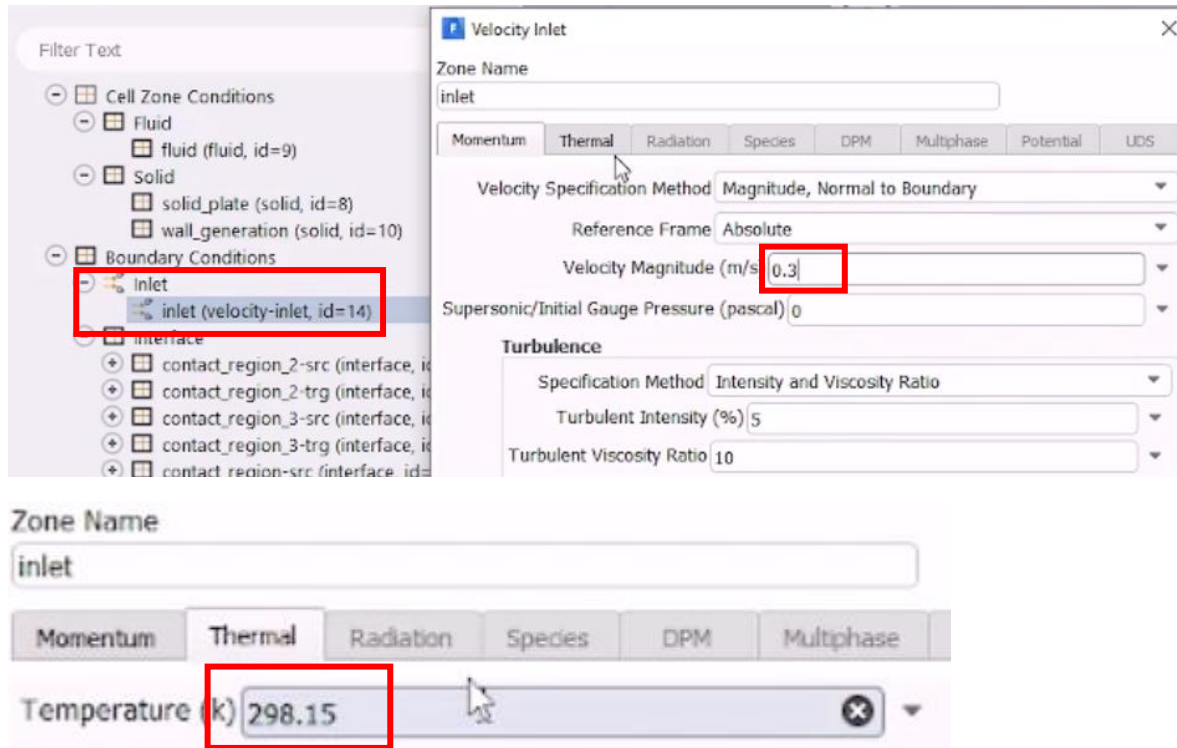 Velocity Inlet
Filter Text
Zone Name
inlet
Cell Zone Conditions
Fluid
fluid (fluid, id=9)
Solid
solid_plate (solid, id=8)
wall_generation (solid, id=10)
Boundary Conditions
Inlet
inlet (velocity-inlet, id=14)
Interface
contact_region_2-src (interface, i
contact_region_2-trg (interface, i
contact_region_3-src (interface, i
contact_region_3-trg (interface, i
contact_region-src (interface, id=
Momentum Thermal Radiation Species DPM Multiphase Potential UDS
Velocity Specification Method Magnitude, Normal to Boundary
Reference Frame Absolute
Velocity Magnitude (m/s 0.3
Supersonic/Initial Gauge Pressure (pascal) 0
Turbulence
Specification Method Intensity and Viscosity Ratio
Turbulent Intensity (%) 5
Turbulent Viscosity Ratio 10
Zone Name
inlet
Momentum Thermal Radiation Species DPM Multiphase
Temperature (k) 298.15